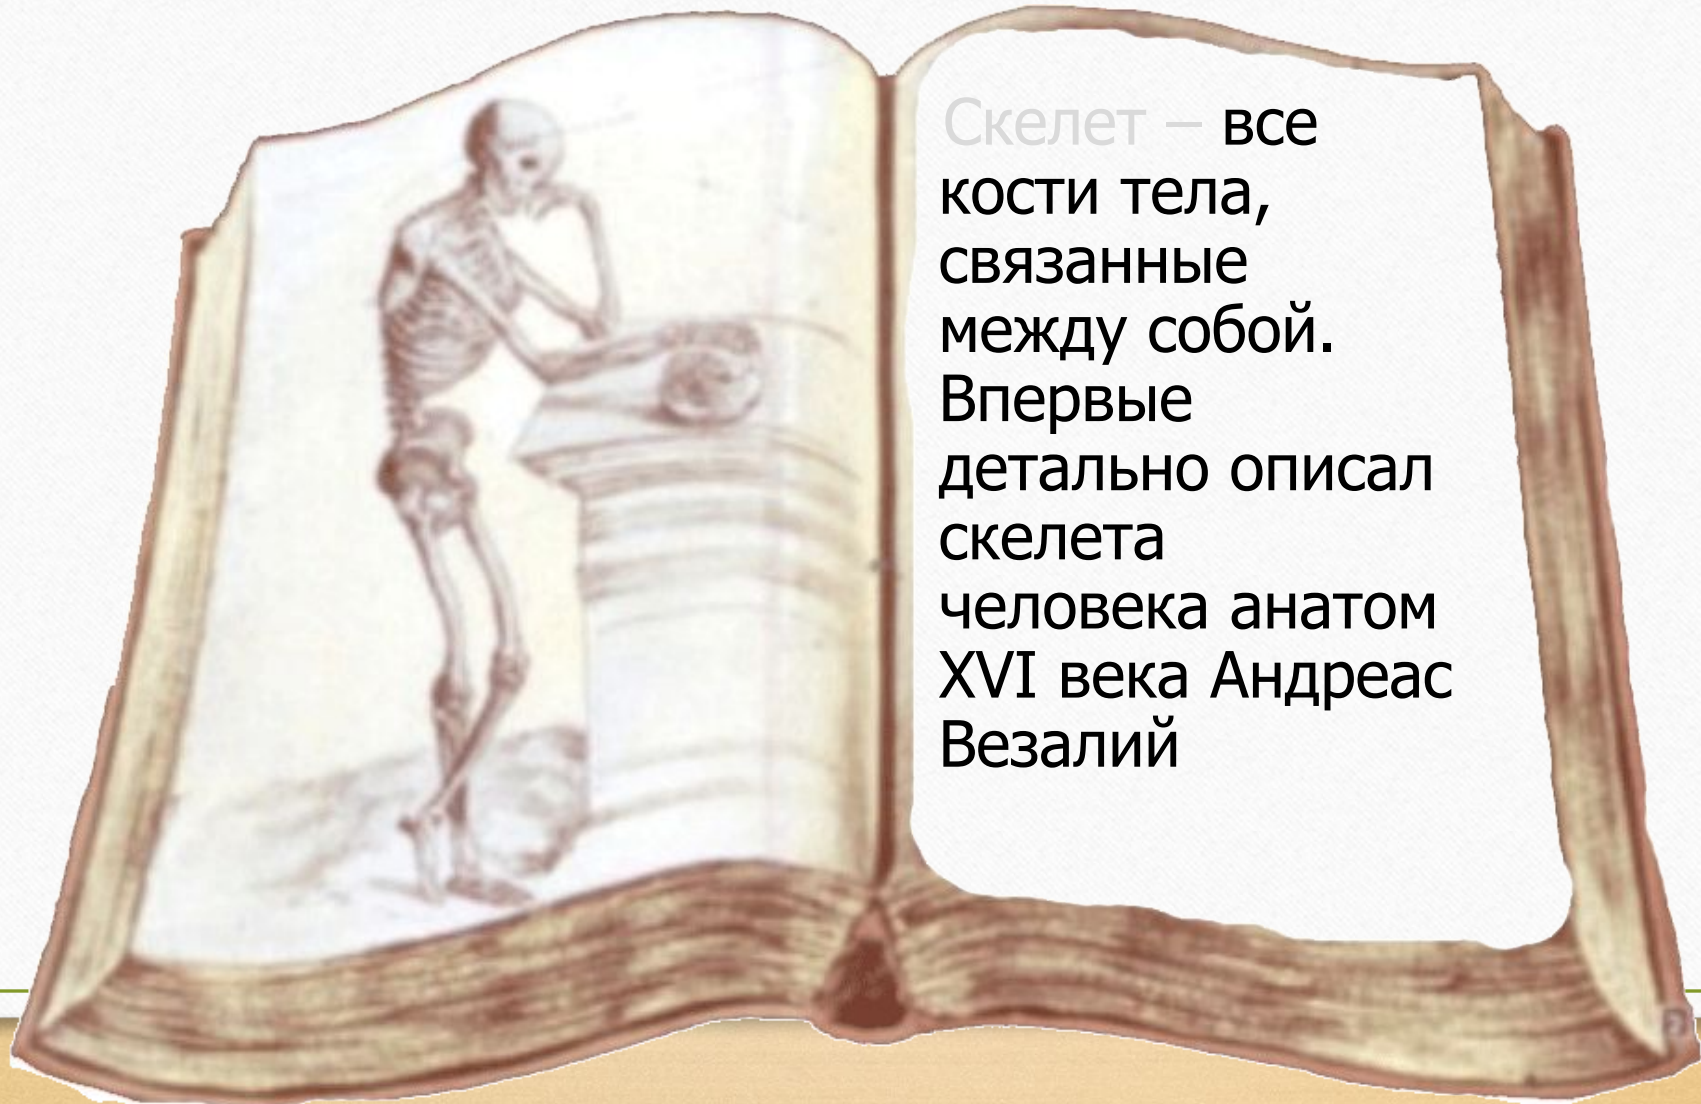 Скелет – все
кости тела,
связанные
между собой.
Впервые
детально описал
скелета
человека анатом
XVI века Андреас
Везалий